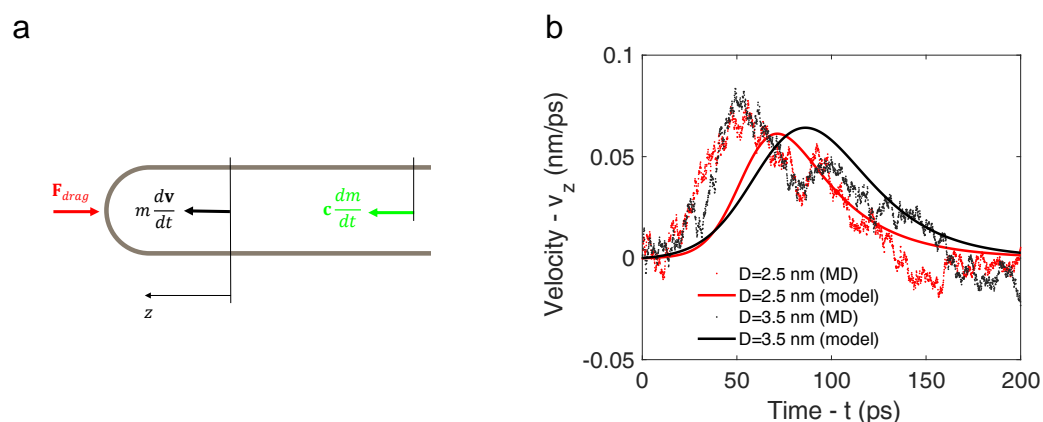 a
F_drag
m dv/dt
c dm/dt
z
b
Velocity - v_z (nm/ps)
0.1
0.05
0
-0.05
D=2.5 nm (MD)
D=2.5 nm (model)
D=3.5 nm (MD)
D=3.5 nm (model)
0 50 100 150 200
Time - t (ps)